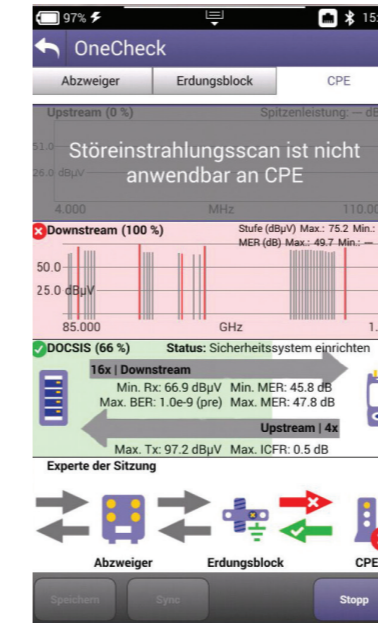 97% 15:
OneCheck
Abzweiger Erdungsblock CPE
Upstream (0 %) Spitzenleistung: --- dB
51.0
Störeinstrahlungsscan ist nicht
anwendbar an CPE
26.0 dBµV
4.000 MHz 110.00
Downstream (100 %) Stufe (dBµV) Max.: 75.2 Min.:
MER (dB) Max.: 49.7 Min.: ---
50.0
25.0 dBµV
85.000 GHz 1.
DOCSIS (66 %) Status: Sicherheitssystem einrichten
16x | Downstream
Min. Rx: 66.9 dBµV Min. MER: 45.8 dB
Max. BER: 1.0e-9 (pre) Max. MER: 47.8 dB
Upstream | 4x
Max. Tx: 97.2 dBµV Max. ICFR: 0.5 dB
Experte der Sitzung
Abzweiger Erdungsblock CPE
Speichern Sync Stopp